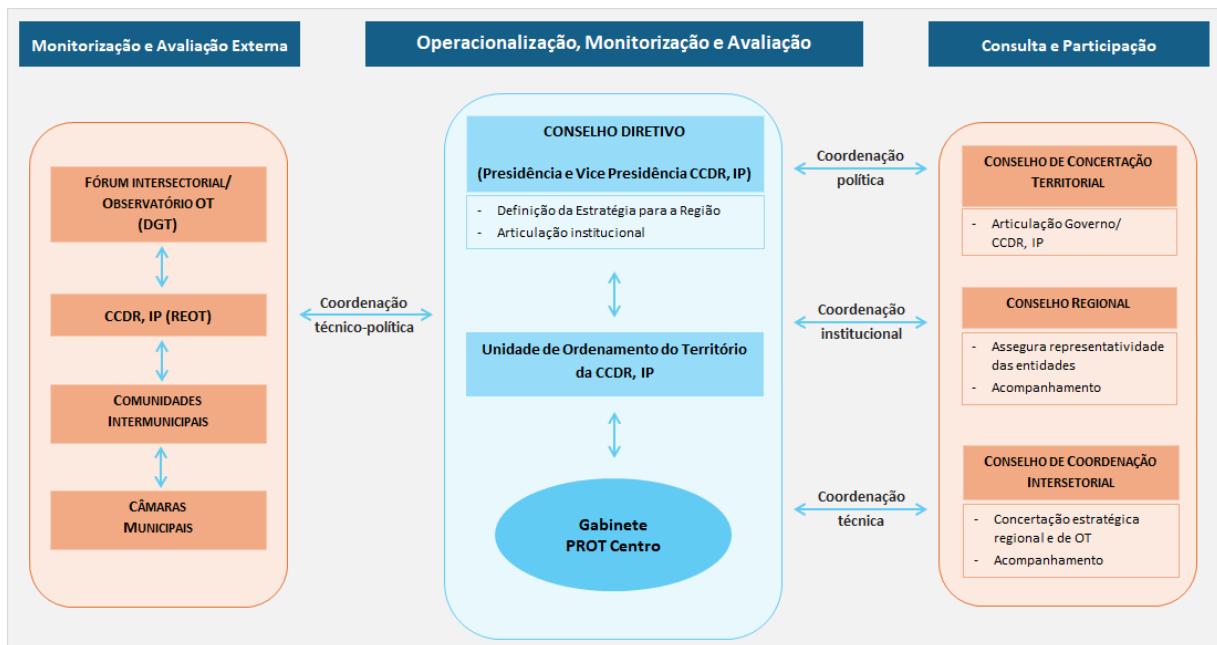 Monitorização e Avaliação Externa
Operacionalização, Monitorização e Avaliação
Consulta e Participação
FÓRUM INTERSECTORIAL/
OBSERVATÓRIO OT
(DGT)
CCDR, IP (REOT)
COMUNIDADES
INTERMUNICIPAIS
CÂMARAS
MUNICIPAIS
Coordenação
técnico-política
CONSELHO DIRETIVO
(Presidência e Vice Presidência CCDR, IP)
- Definição da Estratégia para a Região
- Articulação institucional
Unidade de Ordenamento do Território
da CCDR, IP
Gabinete
PROT Centro
Coordenação
política
Coordenação
institucional
Coordenação
técnica
CONSELHO DE CONCERTAÇÃO
TERRITORIAL
- Articulação Governo/
CCDR, IP
CONSELHO REGIONAL
- Assegura representatividade
das entidades
- Acompanhamento
CONSELHO DE COORDENAÇÃO
INTERSETORIAL
- Concertação estratégica
regional e de OT
- Acompanhamento